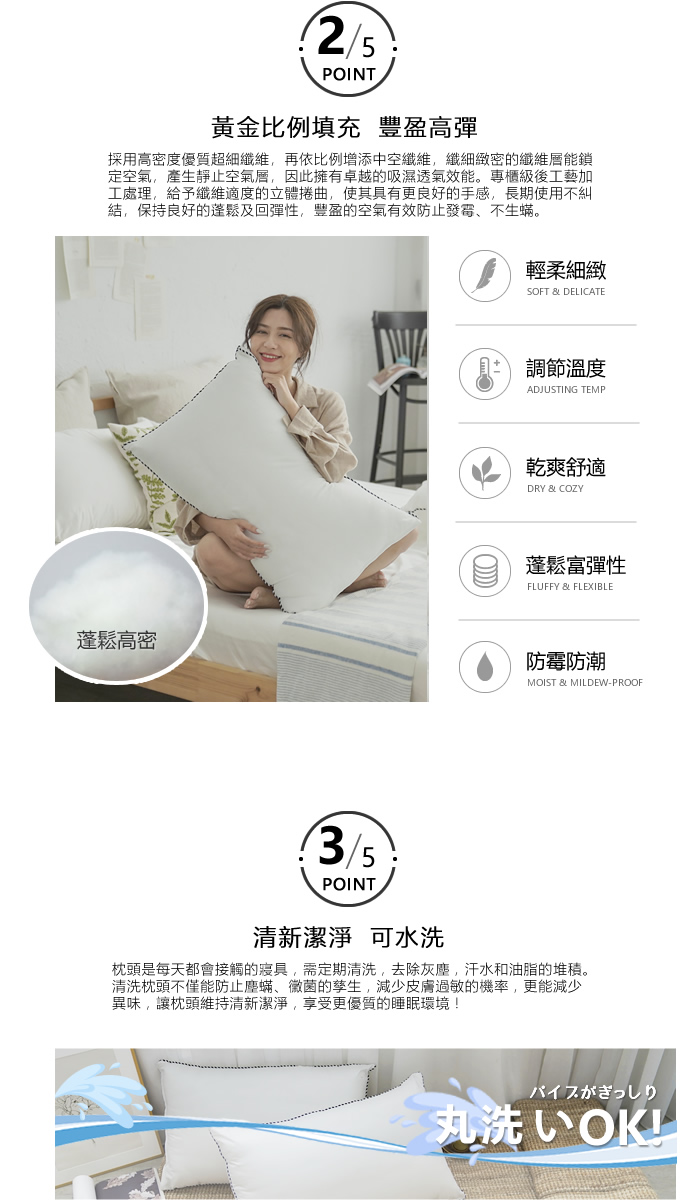 2/5
POINT
黃金比例填充 豐盈高彈
採用高密度優質超細纖維，再依比例增添中空纖維，纖細緻密的纖維層能鎖
定空氣，產生靜止空氣層，因此擁有卓越的吸濕透氣效能。專櫃級後工藝加
工處理，給予纖維適度的立體捲曲，使其具有更良好的手感，長期使用不糾
結，保持良好的蓬鬆及回彈性，豐盈的空氣有效防止發霉、不生蟎。
輕柔細緻
SOFT & DELICATE
調節溫度
ADJUSTING TEMP
乾爽舒適
DRY & COZY
蓬鬆富彈性
FLUFFY & FLEXIBLE
防霉防潮
MOIST & MILDEW-PROOF
蓬鬆高密
3/5
POINT
清新潔淨 可水洗
枕頭是每天都會接觸的寢具，需定期清洗，去除灰塵，汗水和油脂的堆積。
清洗枕頭不僅能防止塵蟎、黴菌的孳生，減少皮膚過敏的機率，更能減少
異味，讓枕頭維持清新潔淨，享受更優質的睡眠環境！
パイプがぎっしり
丸洗いOK!